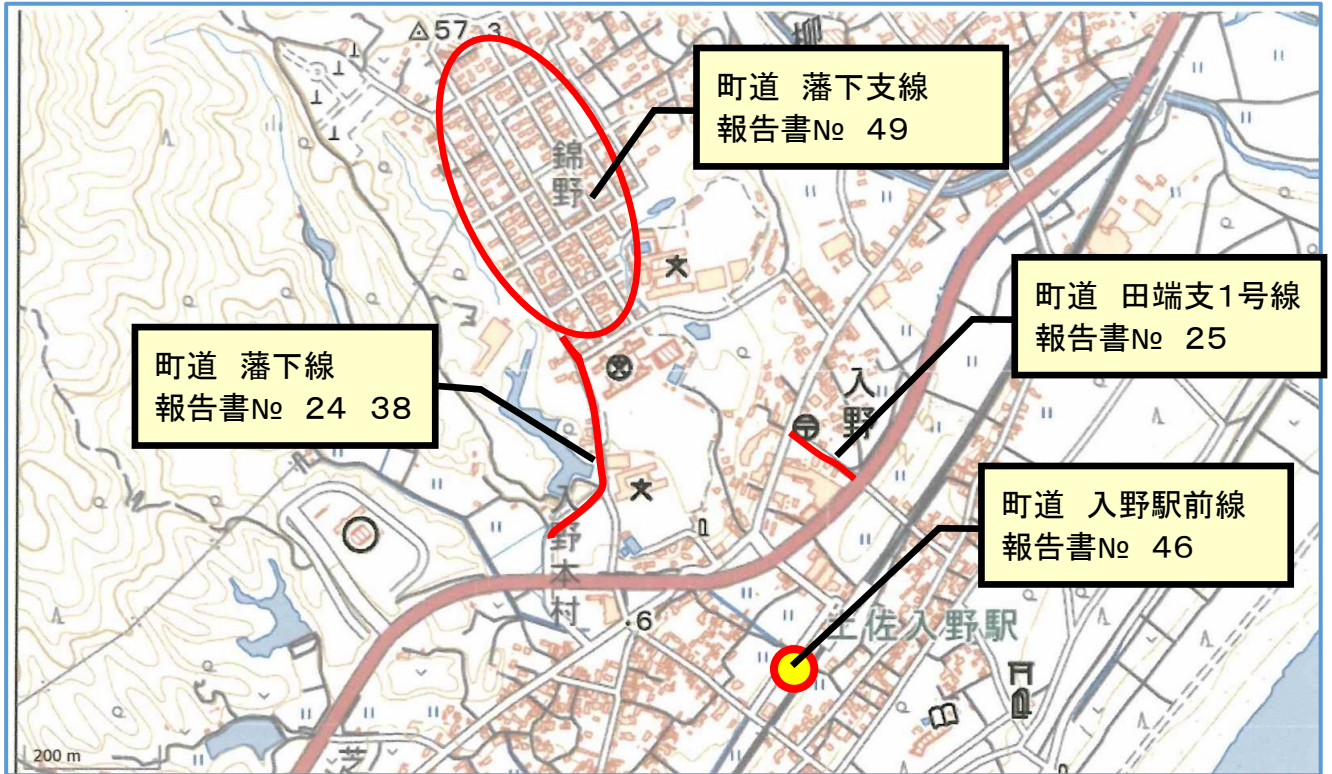 57.3
柳
町道 藩下支線
報告書№ 49
錦野
町道 田端支1号線
報告書№ 25
町道 藩下線
報告書№ 24 38
入野
町道 入野駅前線
報告書№ 46
入野本村
6
土佐入野駅
芝
200 m